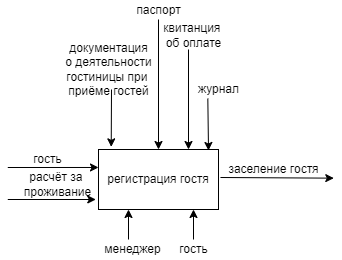 паспорт
квитанция
об оплате
документация
о деятельности
гостиницы при
приёме гостей
журнал
гость
расчёт за
проживание
регистрация гостя
заселение гостя
менеджер
гость